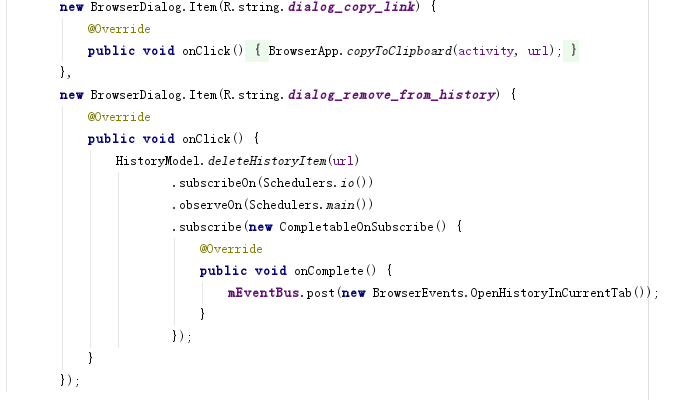 new BrowserDialog.Item(R.string.dialog_copy_link) {
@Override
public void onClick() { BrowserApp.copyToClipboard(activity, url); }
},
new BrowserDialog.Item(R.string.dialog_remove_from_history) {
@Override
public void onClick() {
HistoryModel.deleteHistoryItem(url)
.subscribeOn(Schedulers.io())
.observeOn(Schedulers.main())
.subscribe(new CompletableOnSubscribe() {
@Override
public void onComplete() {
mEventBus.post(new BrowserEvents.OpenHistoryInCurrentTab());
}
});
}
});